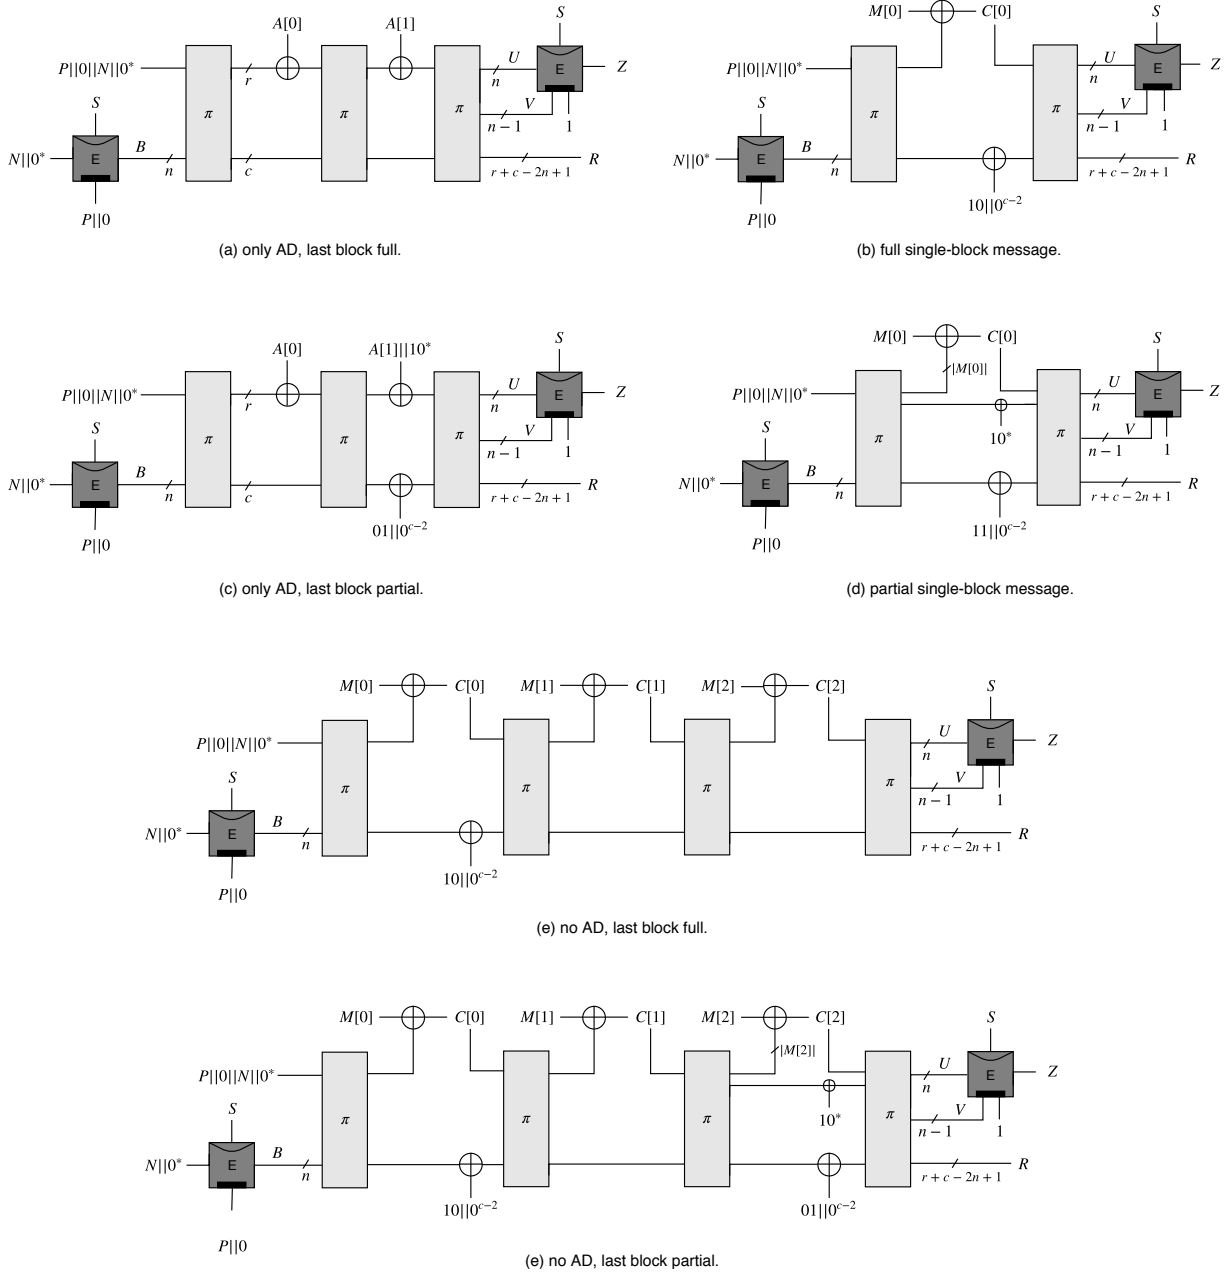 S
A[0]
A[1]
P||0||N||0*
r
U
n
E
Z
S
π
π
π
V
n − 1
1
N||0*
E
B
n
c
r + c − 2n + 1
R
P||0
(a) only AD, last block full.
M[0]
C[0]
S
P||0||N||0*
U
n
E
Z
S
π
π
V
n − 1
1
N||0*
E
B
n
r + c − 2n + 1
R
P||0
10||0^{c−2}
(b) full single-block message.
A[0]
A[1]||10*
S
P||0||N||0*
r
U
n
E
Z
S
π
π
π
V
n − 1
1
N||0*
E
B
n
c
r + c − 2n + 1
R
P||0
01||0^{c−2}
(c) only AD, last block partial.
M[0]
C[0]
S
|M[0]|
P||0||N||0*
U
n
E
Z
S
π
10*
π
V
n − 1
1
N||0*
E
B
n
r + c − 2n + 1
R
P||0
11||0^{c−2}
(d) partial single-block message.
M[0]
C[0]
M[1]
C[1]
M[2]
C[2]
S
P||0||N||0*
U
n
E
Z
S
π
π
π
π
V
n − 1
1
N||0*
E
B
n
r + c − 2n + 1
R
P||0
10||0^{c−2}
(e) no AD, last block full.
M[0]
C[0]
M[1]
C[1]
M[2]
C[2]
S
|M[2]|
P||0||N||0*
U
n
E
Z
S
π
π
π
10*
π
V
n − 1
1
N||0*
E
B
n
r + c − 2n + 1
R
10||0^{c−2}
01||0^{c−2}
P||0
(e) no AD, last block partial.